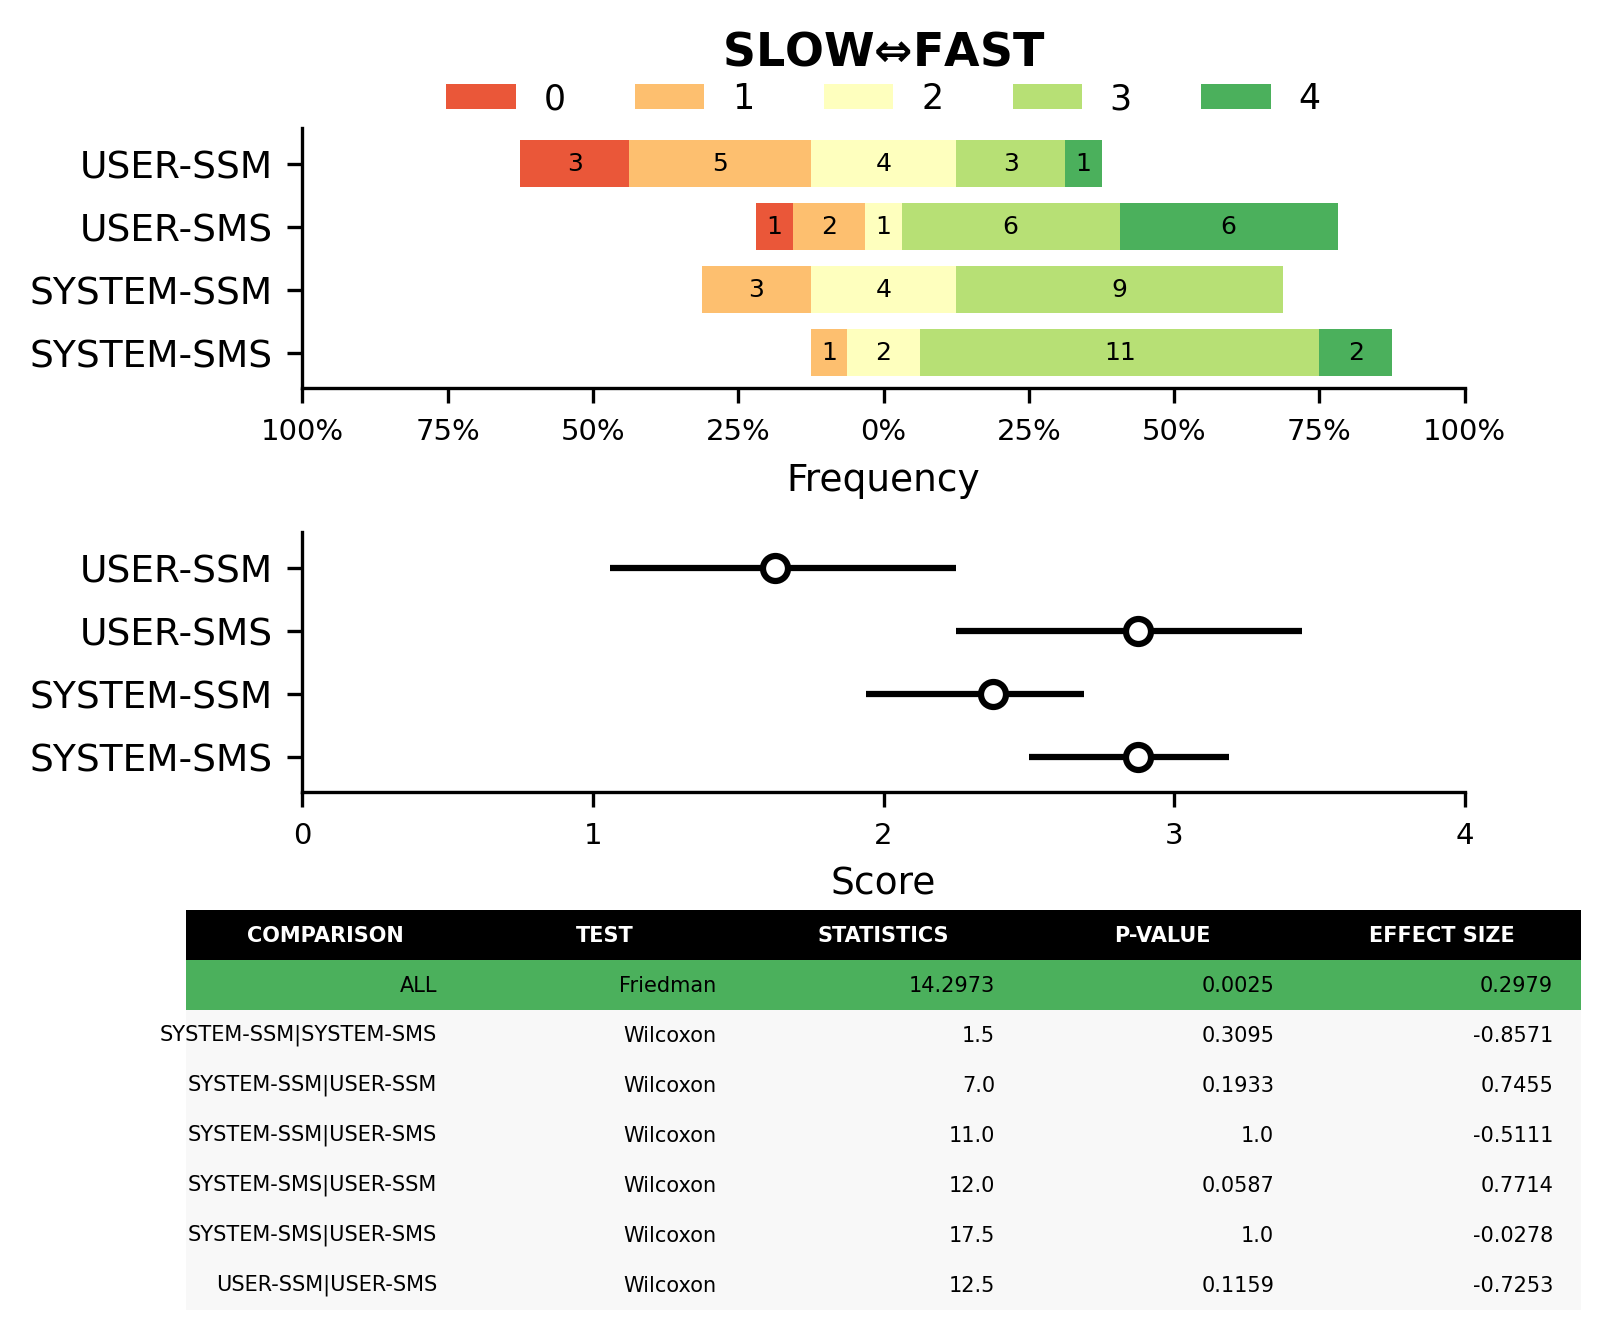 SLOW⇔FAST
0 1 2 3 4
USER-SSM 3 5 4 3 1
USER-SMS 1 2 1 6 6
SYSTEM-SSM 3 4 9
SYSTEM-SMS 1 2 11 2
100% 75% 50% 25% 0% 25% 50% 75% 100%
Frequency
USER-SSM
USER-SMS
SYSTEM-SSM
SYSTEM-SMS
0 1 2 3 4
Score
COMPARISON TEST STATISTICS P-VALUE EFFECT SIZE
ALL Friedman 14.2973 0.0025 0.2979
SYSTEM-SSM|SYSTEM-SMS Wilcoxon 1.5 0.3095 -0.8571
SYSTEM-SSM|USER-SSM Wilcoxon 7.0 0.1933 0.7455
SYSTEM-SSM|USER-SMS Wilcoxon 11.0 1.0 -0.5111
SYSTEM-SMS|USER-SSM Wilcoxon 12.0 0.0587 0.7714
SYSTEM-SMS|USER-SMS Wilcoxon 17.5 1.0 -0.0278
USER-SSM|USER-SMS Wilcoxon 12.5 0.1159 -0.7253